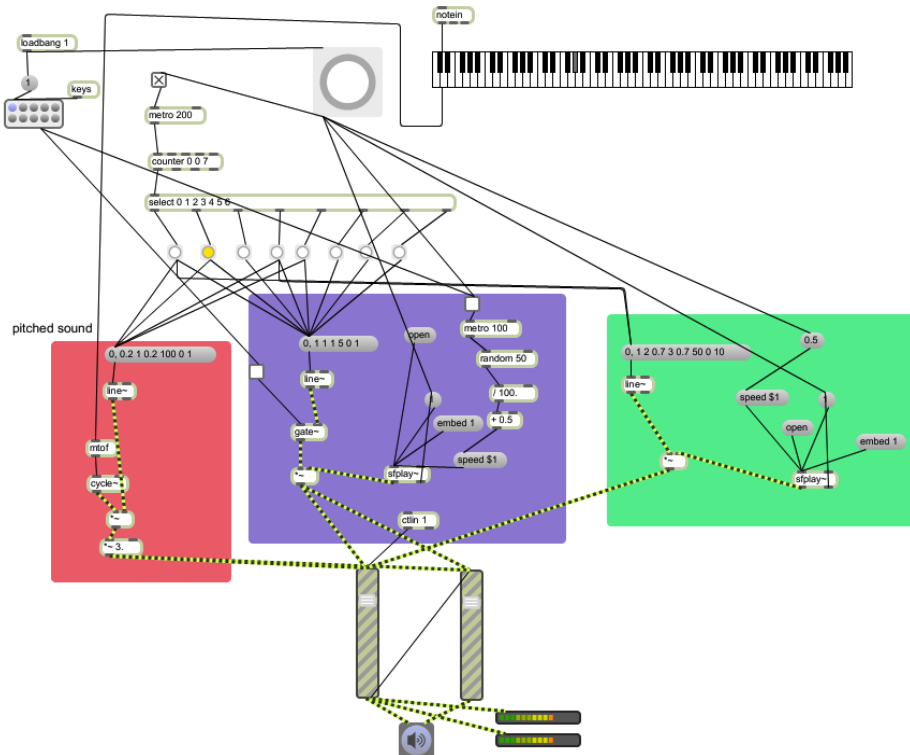 notein
loadbang 1
1
keys
metro 200
counter 0 0 7
select 0 1 2 3 4 5 6
pitched sound
0, 0.2 1 0.2 100 0 1
line~
mtof
cycle~
*~
*~ 3.
0, 1 1 1 5 0 1
line~
gate~
*~
open
1
embed 1
speed $1
sfplay~
metro 100
random 50
/ 100.
+ 0.5
ctlin 1
0, 1 2 0.7 3 0.7 50 0 10
line~
*~
0.5
speed $1
1
open
embed 1
sfplay~